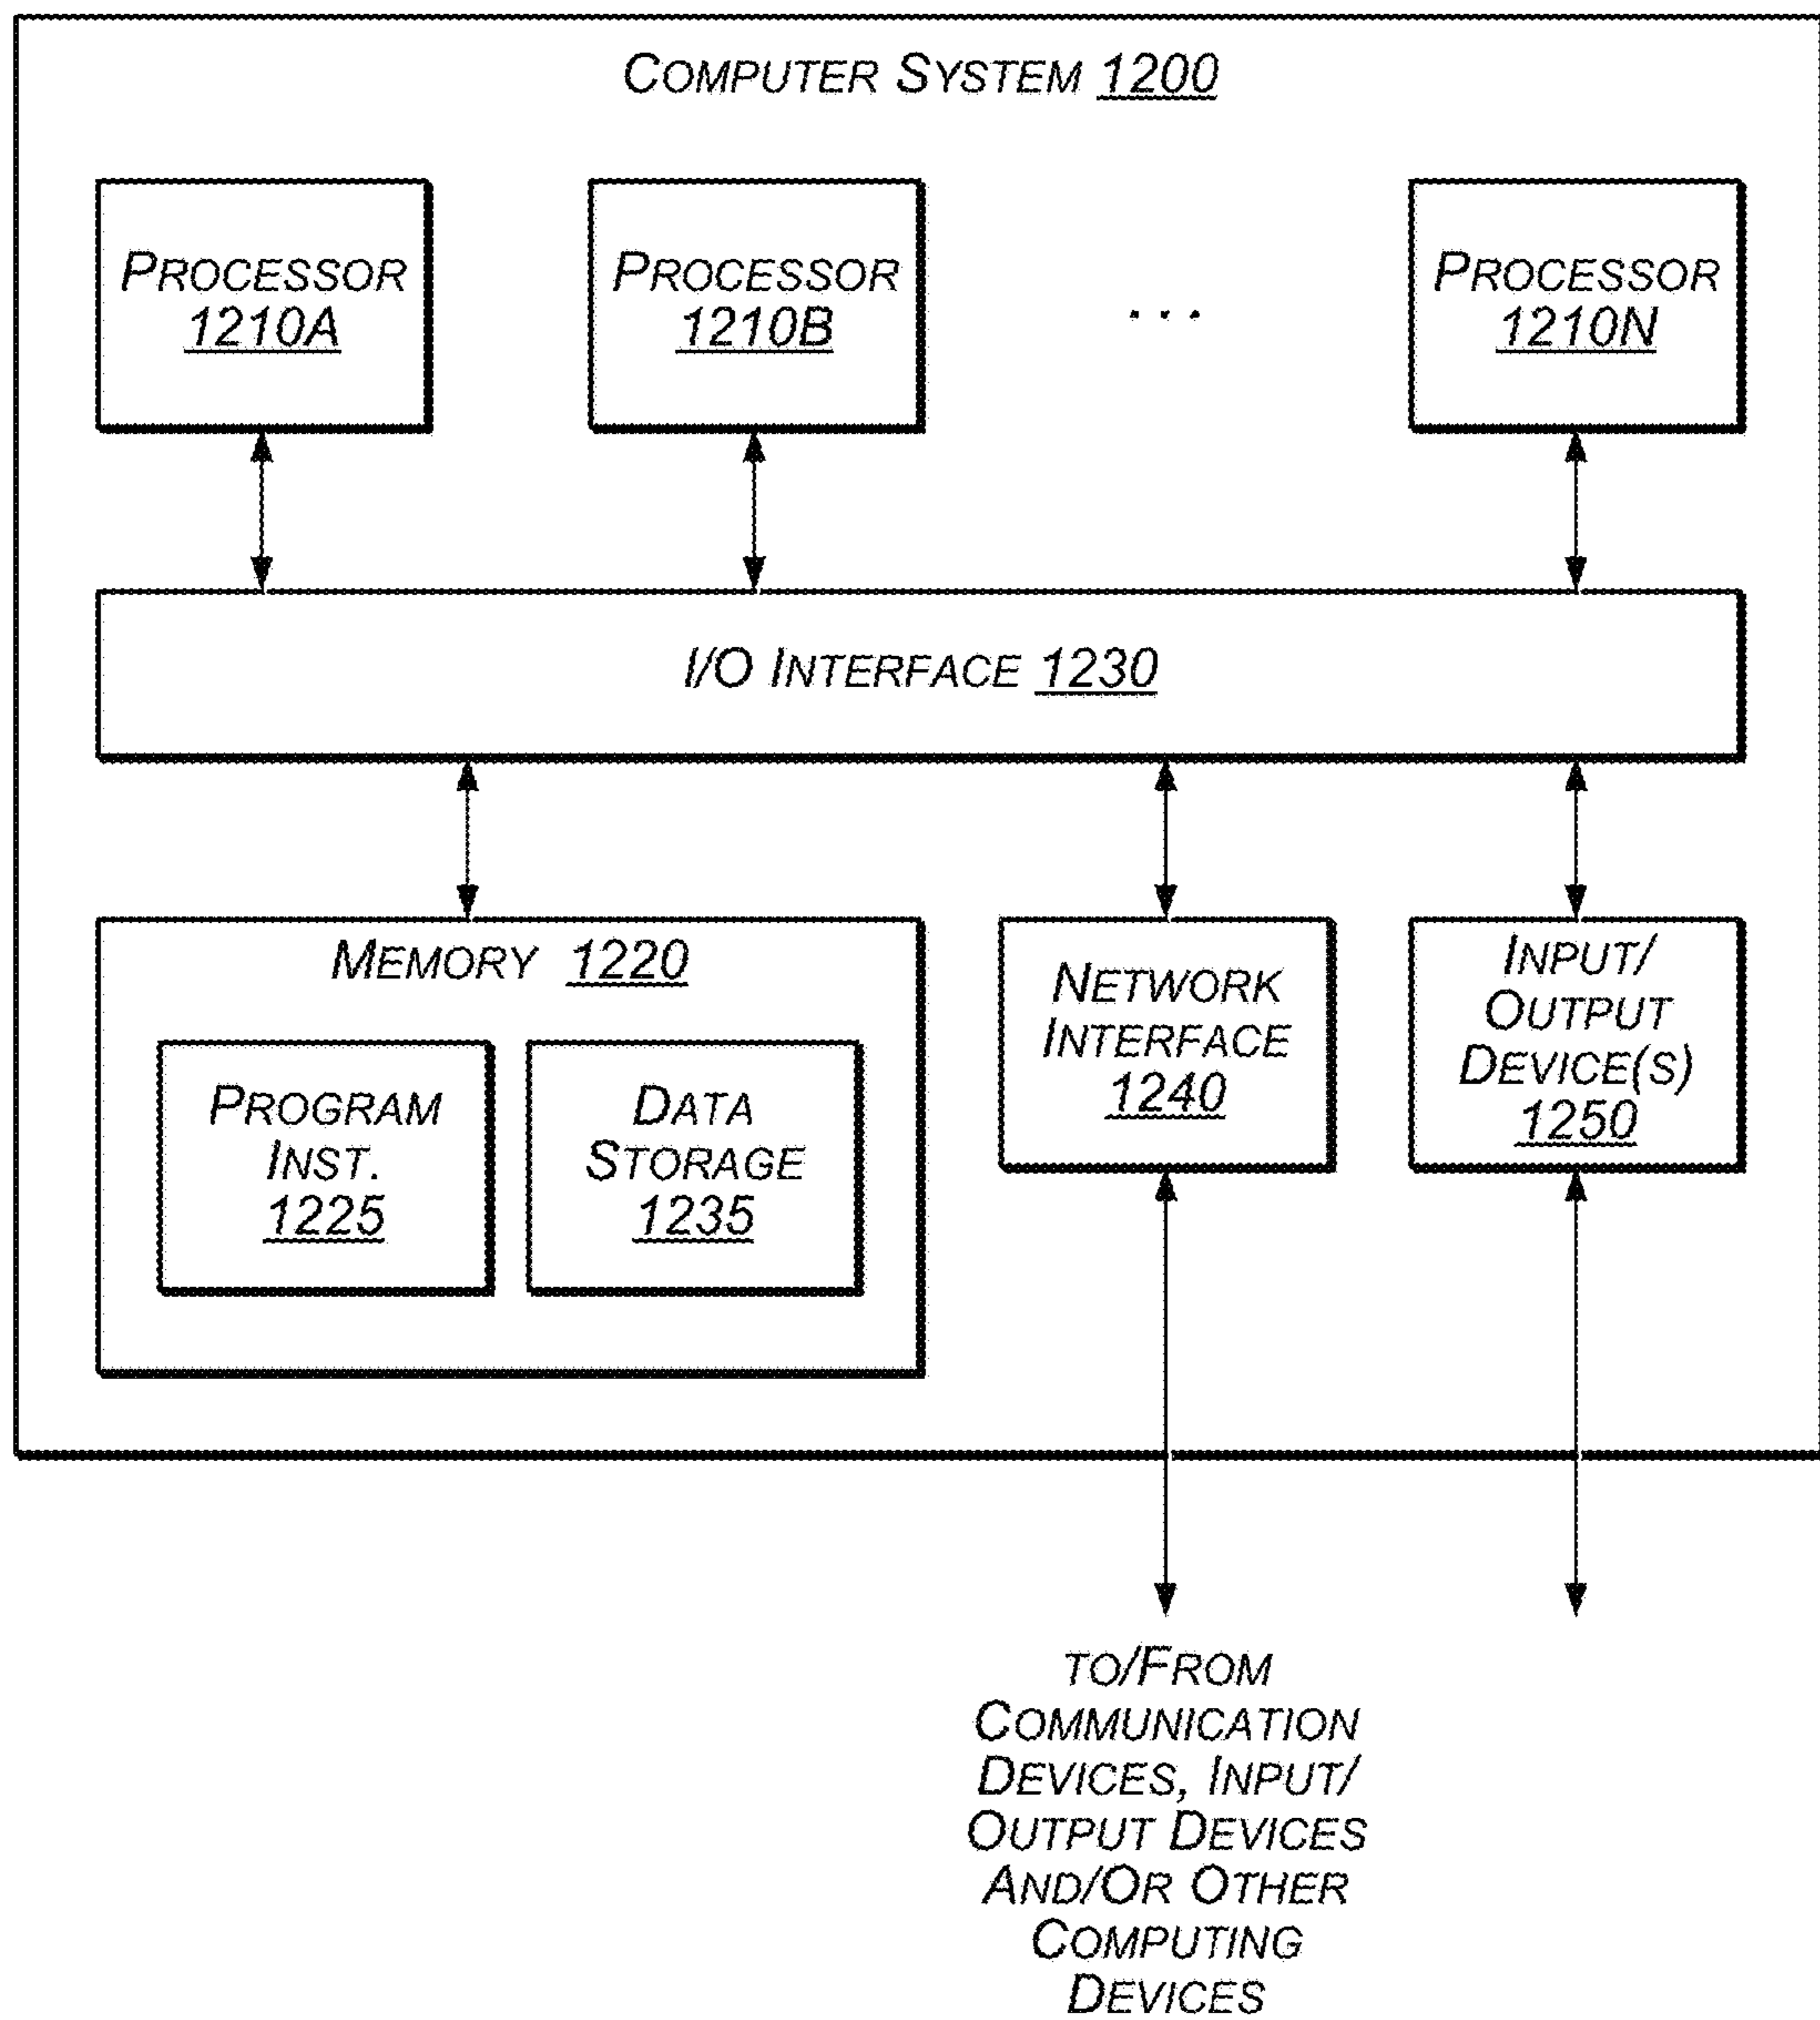 COMPUTER SYSTEM 1200
PROCESSOR
1210A
PROCESSOR
1210B
...
PROCESSOR
1210N
I/O INTERFACE 1230
MEMORY 1220
PROGRAM
INST.
1225
DATA
STORAGE
1235
NETWORK
INTERFACE
1240
INPUT/
OUTPUT
DEVICE(S)
1250
TO/FROM
COMMUNICATION
DEVICES, INPUT/
OUTPUT DEVICES
AND/OR OTHER
COMPUTING
DEVICES